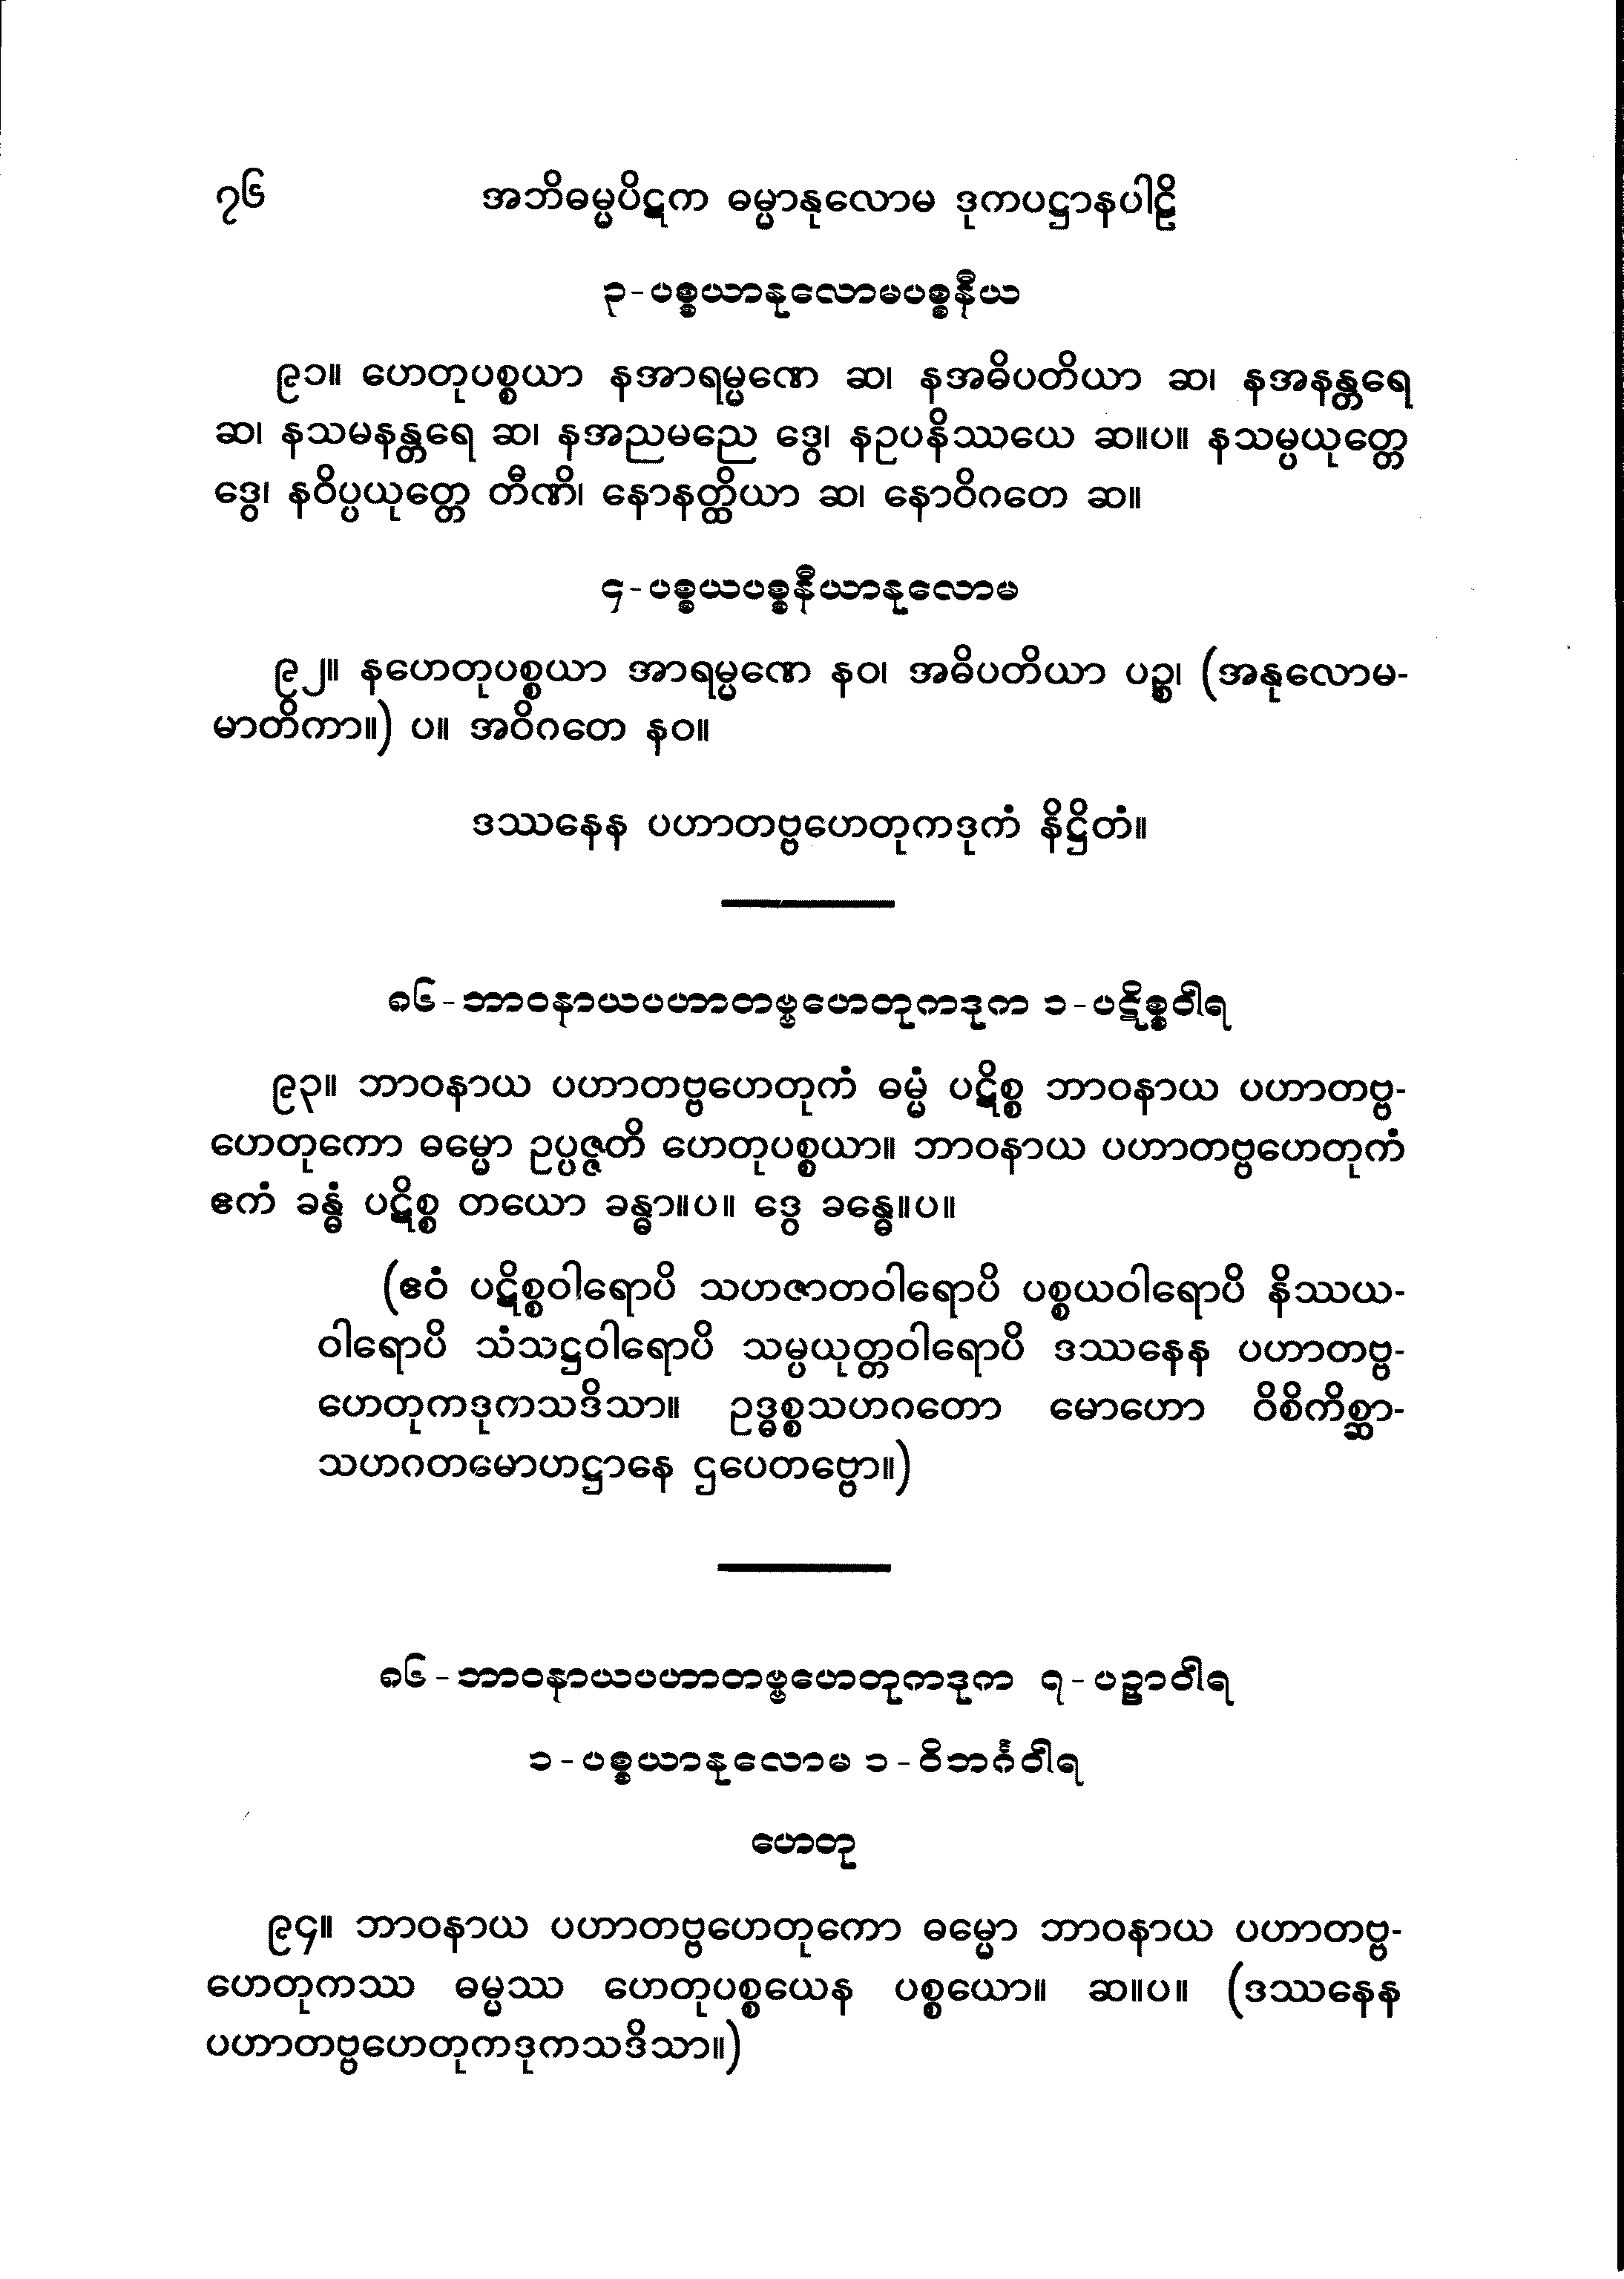 ၇၆ အဘိဓမ္မပိဋက ဓမ္မာနုလောမ ဒုကပဋ္ဌာနပါဠိ
၃-ပစ္စယာနုလောမပစ္စနီယ
၉၁။ ဟေတုပစ္စယာ နအာရမ္မဏေ ဆ၊ နအဓိပတိယာ ဆ၊ နအနန္တရေ
ဆ၊ နသမနန္တရေ ဆ၊ နအညမညေ ဒွေ၊ နဥပနိဿယေ ဆ။ပ။ နသမ္ပယုတ္တေ
ဒွေ၊ နဝိပ္ပယုတ္တေ တီဏိ၊ နောနတ္ထိယာ ဆ၊ နောဝိဂတေ ဆ။
၄-ပစ္စယပစ္စနီယာနုလောမ
၉၂။ နဟေတုပစ္စယာ အာရမ္မဏေ နဝ၊ အဓိပတိယာ ပဉ္စ၊ (အနုလောမ-
မာတိကာ။) ပ။ အဝိဂတေ နဝ။
ဒဿနေန ပဟာတဗ္ဗဟေတုကဒုကံ နိဋ္ဌိတံ။
၈၆-ဘာဝနာယပဟာတဗ္ဗဟေတုကဒုက ၁-ပဋိစ္စဝါရ
၉၃။ ဘာဝနာယ ပဟာတဗ္ဗဟေတုကံ ဓမ္မံ ပဋိစ္စ ဘာဝနာယ ပဟာတဗ္ဗ-
ဟေတုကော ဓမ္မော ဥပ္ပဇ္ဇတိ ဟေတုပစ္စယာ။ ဘာဝနာယ ပဟာတဗ္ဗဟေတုကံ
ဧကံ ခန္ဓံ ပဋိစ္စ တယော ခန္ဓာ။ပ။ ဒွေ ခန္ဓေ။ပ။
(ဧဝံ ပဋိစ္စဝါရောပိ သဟဇာတဝါရောပိ ပစ္စယဝါရောပိ နိဿယ-
ဝါရောပိ သံသဋ္ဌဝါရောပိ သမ္ပယုတ္တဝါရောပိ ဒဿနေန ပဟာတဗ္ဗ-
ဟေတုကဒုကသဒိသာ။ ဥဒ္ဓစ္စသဟဂတော မောဟော ဝိစိကိစ္ဆာ-
သဟဂတမောဟဋ္ဌာနေ ဌပေတဗ္ဗော။)
၈၆-ဘာဝနာယပဟာတဗ္ဗဟေတုကဒုက ၇-ပဉှာဝါရ
၁-ပစ္စယာနုလောမ ၁-ဝိဘင်္ဂဝါရ
ဟေတု
၉၄။ ဘာဝနာယ ပဟာတဗ္ဗဟေတုကော ဓမ္မော ဘာဝနာယ ပဟာတဗ္ဗ-
ဟေတုကဿ ဓမ္မဿ ဟေတုပစ္စယေန ပစ္စယော။ ဆ။ပ။ (ဒဿနေန
ပဟာတဗ္ဗဟေတုကဒုကသဒိသာ။)